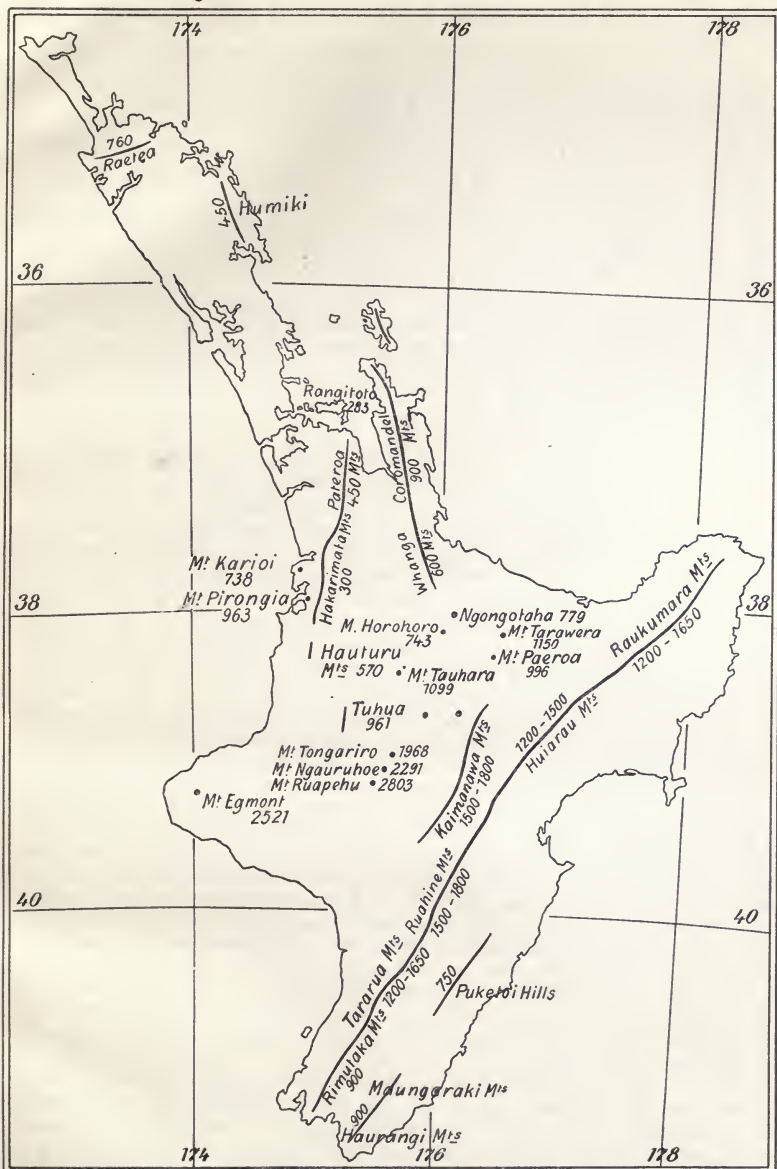 174 176 178
760
Raetea
450
Humiki
36 36
Rangitoto
283
Coromandel Mts
900
Pateroa
450 Mts
Hakarimata Mts
300
Whanga
600 Mts
Mt Karioi
738
Mt Pirongia
963
38 38
Ngongotaha 779
M. Horohoro
743
Mt Tarawera
1150
Mt Paeroa
996
Raukumara Mts
1200-1650
Hauturu
Mts 570
Mt Tauhara
1099
Tuhua
961
1200-1500
Huiarau Mts
Mt Tongariro 1968
Mt Ngauruhoe 2291
Mt Ruapehu 2803
Kaimanawa Mts
1500-1800
Mt Egmont
2521
40 40
Ruahine Mts
1500-1800
Tararua Mts
1200-1650
750
Puketoi Hills
Rimutaka Mts
900
Maungaraki Mts
900
Haurangi Mts
174 176 178